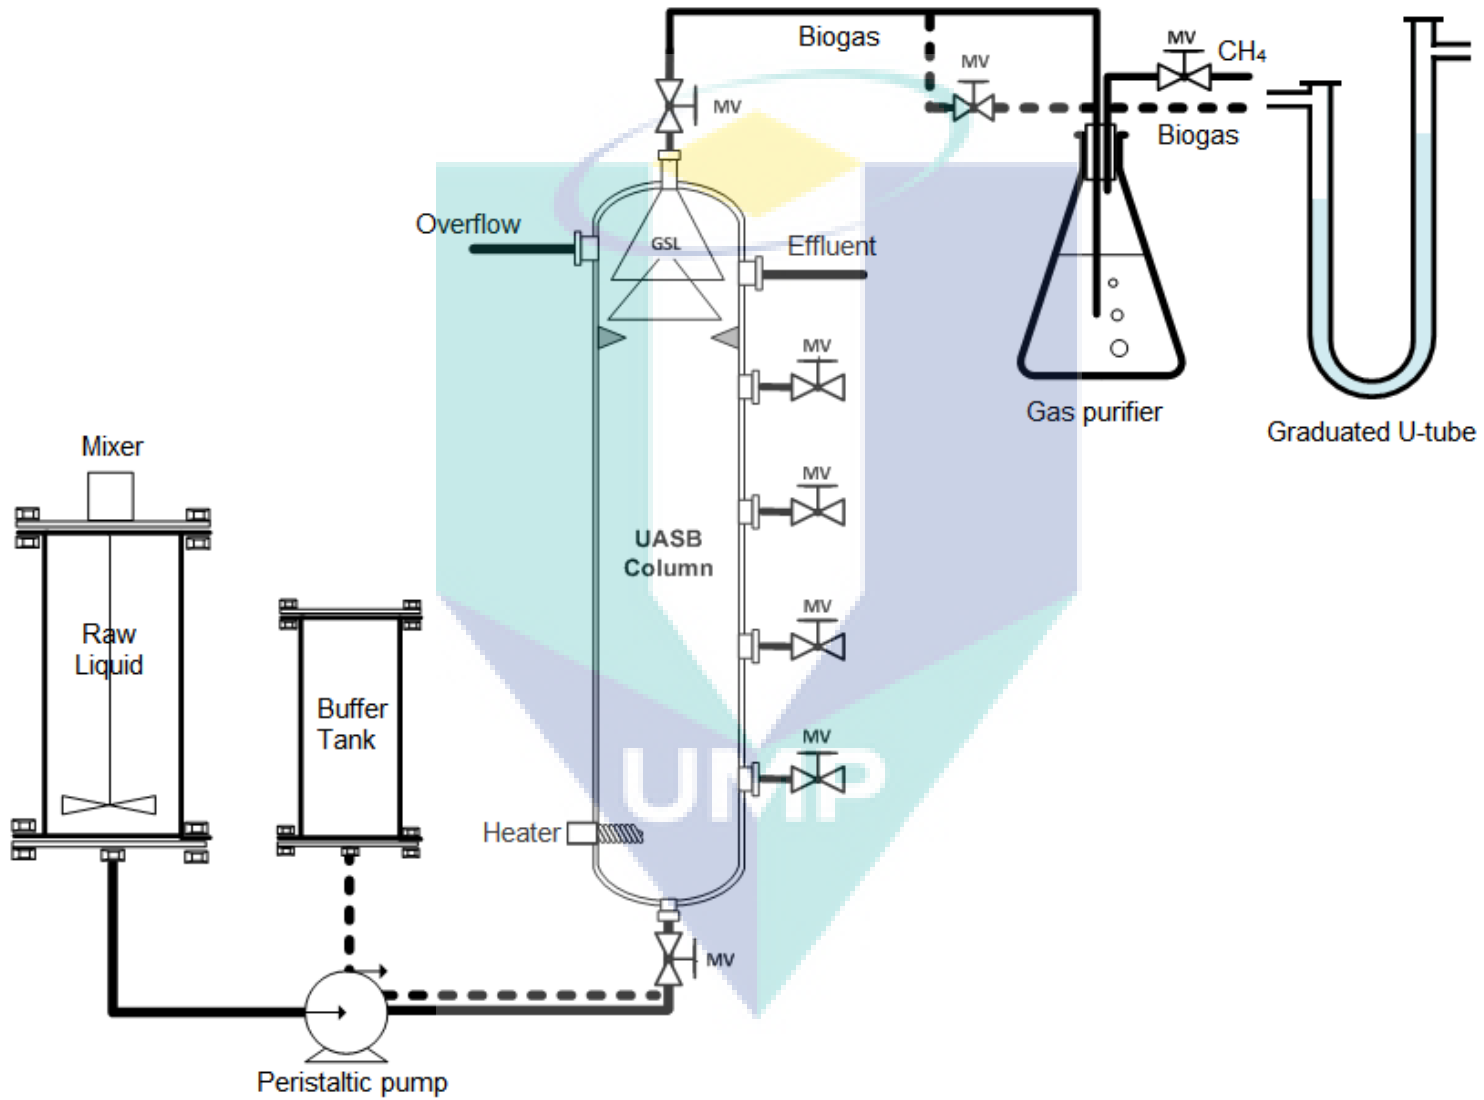 Biogas
MV
CH₄
MV
MV
Biogas
Overflow
GSL
Effluent
MV
Gas purifier
Graduated U-tube
Mixer
MV
UASB
Column
MV
Raw
Liquid
Buffer
Tank
MV
UMP
Heater
MV
Peristaltic pump